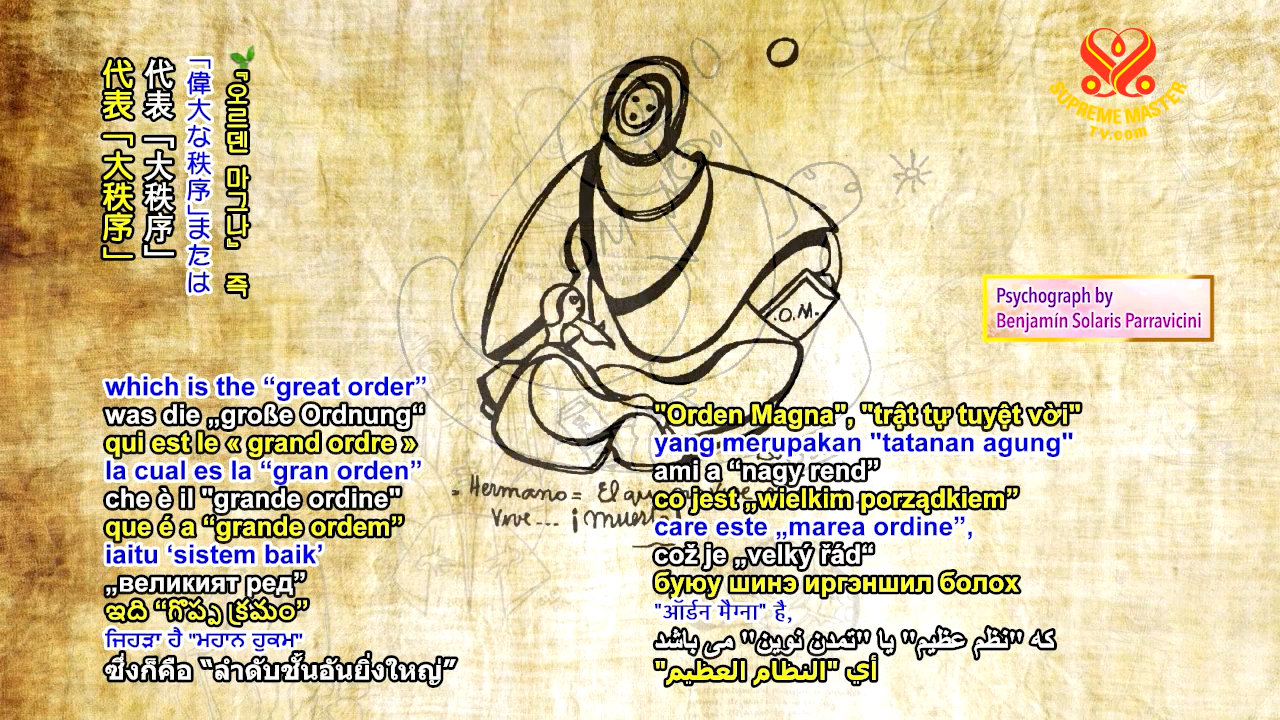 代表「大秩序」
代表「大秩序」
「偉大な秩序」または
『오르덴 마그나』 즉
SUPREME MASTER
TV.com
.O.M.
Psychograph by
Benjamín Solaris Parravicini
= Hermano = El que
Vive... ¡Muert
which is the “great order”
was die „große Ordnung“
qui est le « grand ordre »
la cual es la “gran orden”
che è il "grande ordine"
que é a “grande ordem”
iaitu ‘sistem baik’
„великият ред”
ఇది “గొప్ప క్రమం”
ਜਿਹੜਾ ਹੈ "ਮਹਾਨ ਹੁਕਮ"
ซึ่งก็คือ “ลำดับชั้นอันยิ่งใหญ่”
"Orden Magna", "trật tự tuyệt vời"
yang merupakan "tatanan agung"
ami a “nagy rend”
co jest „wielkim porządkiem”
care este „marea ordine”,
což je „velký řád“
буюу шинэ иргэншил болох
"ऑर्डन मैग्ना" है,
که "نظم عظیم" یا "تمدن نوین" می باشد
أي "النظام العظيم"